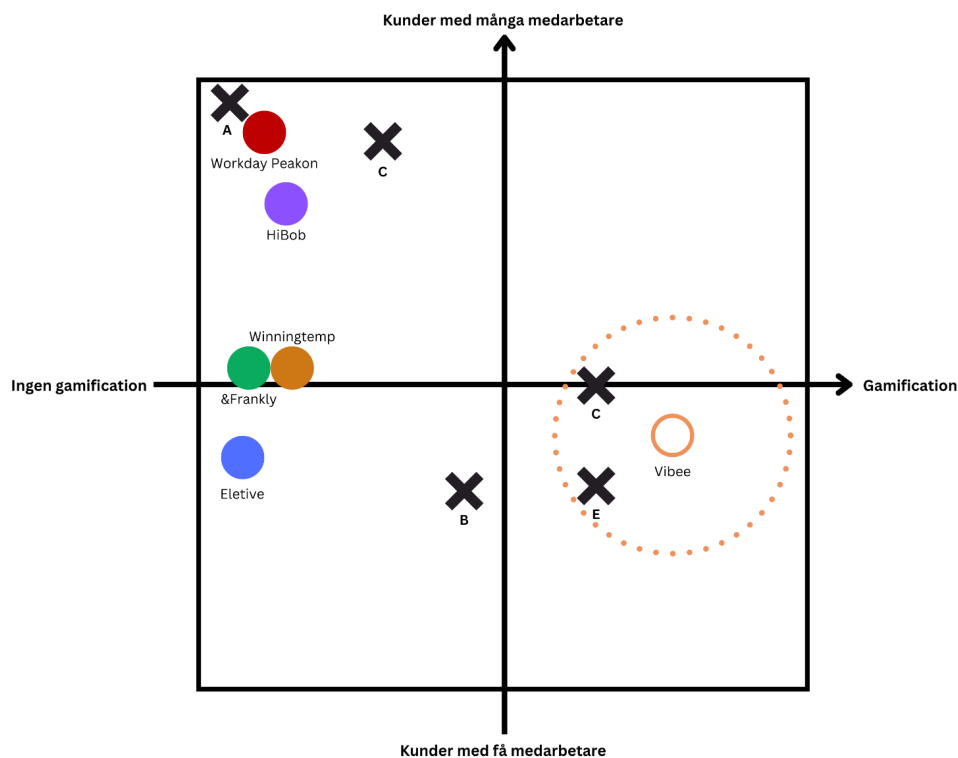 Kunder med många medarbetare
A
Workday Peakon
C
HiBob
Winningtemp
Ingen gamification
Gamification
&Frankly
C
Vibee
Eletive
B
E
Kunder med få medarbetare